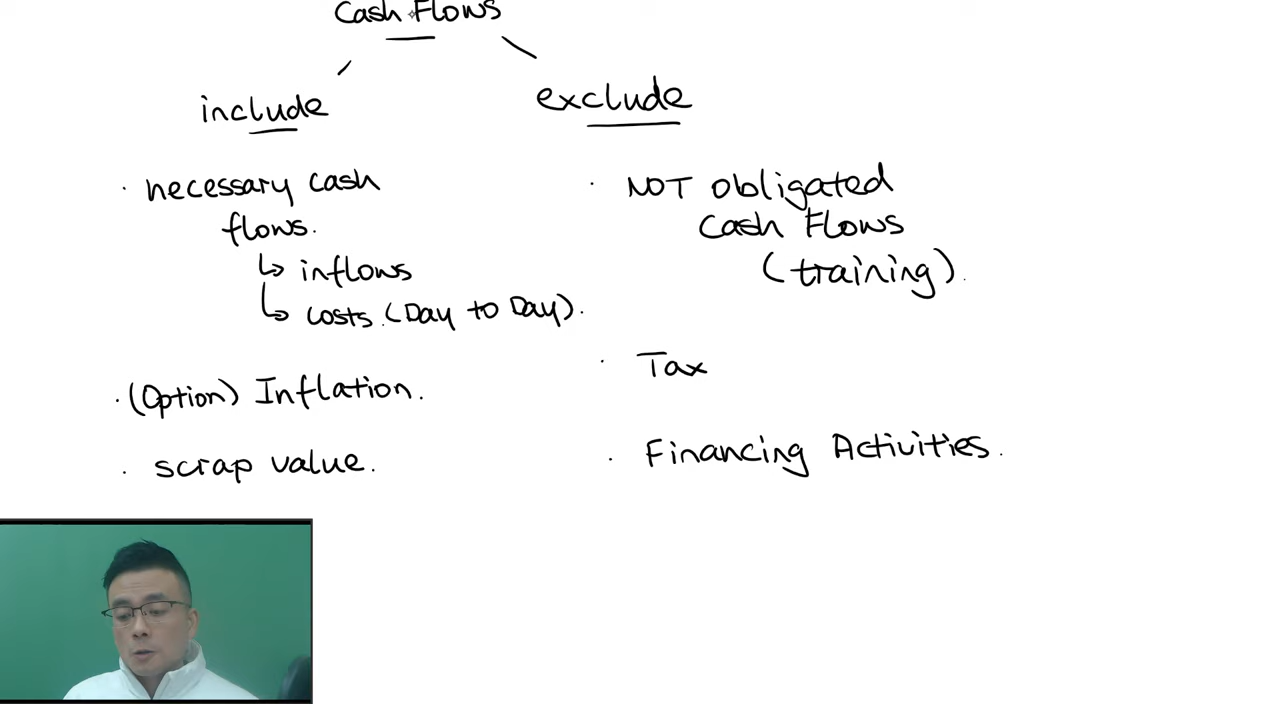 Cash Flows
include
exclude
· necessary cash
flows.
↳ inflows
↳ costs. (Day to Day).
· (Option) Inflation.
· scrap value.
· NOT obligated
Cash Flows
(training).
· Tax
· Financing Activities.